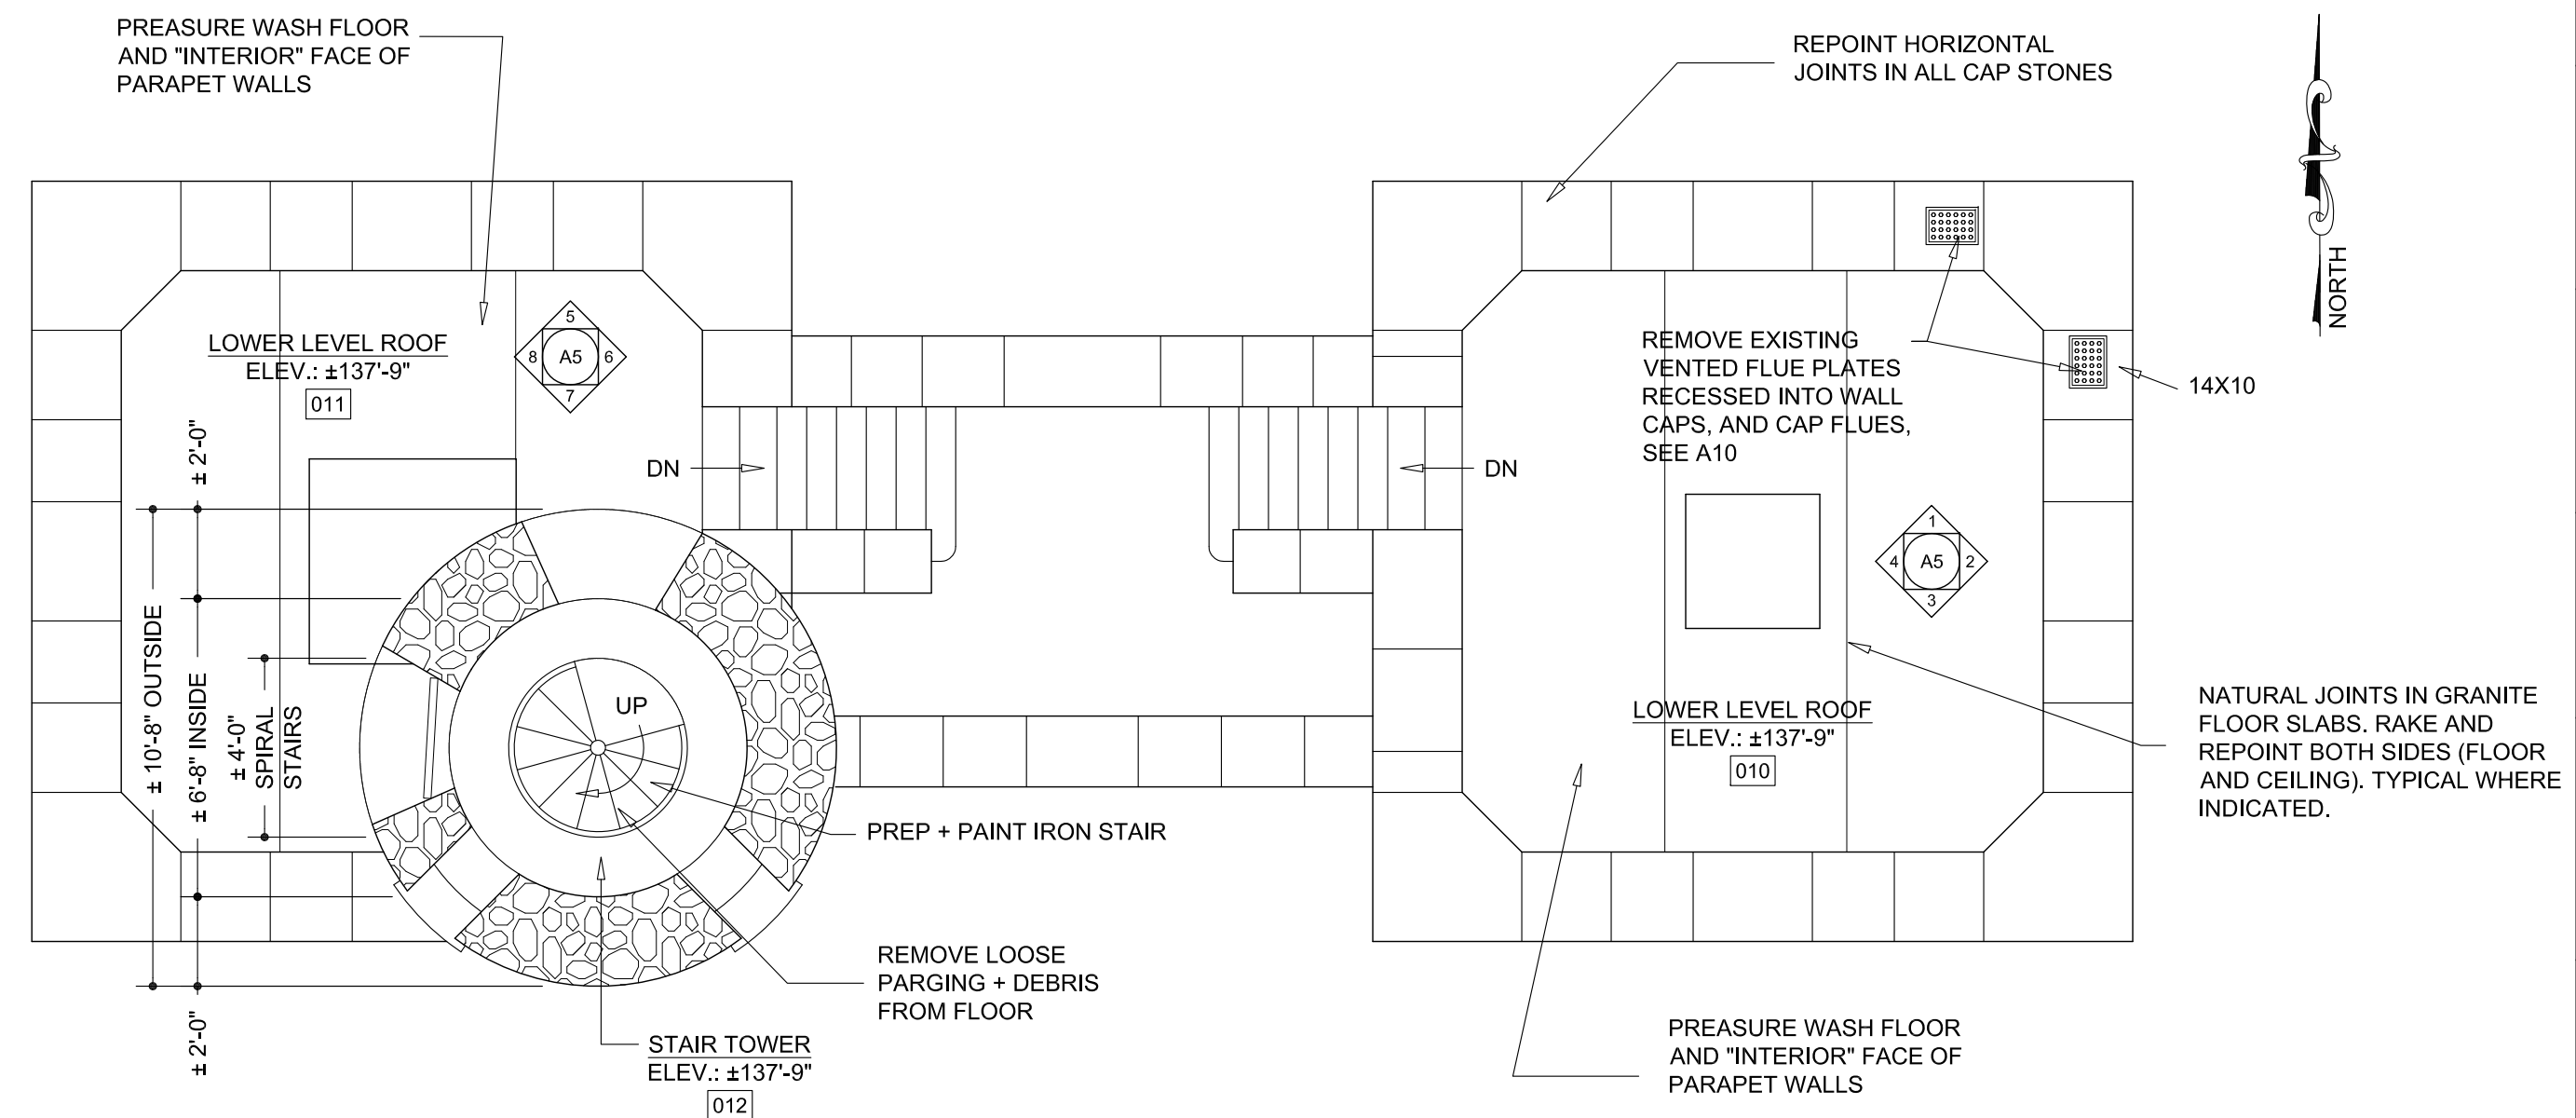 PREASURE WASH FLOOR
AND "INTERIOR" FACE OF
PARAPET WALLS
REPOINT HORIZONTAL
JOINTS IN ALL CAP STONES
NORTH
LOWER LEVEL ROOF
ELEV.: ±137'-9"
011
5
8 A5 6
7
REMOVE EXISTING
VENTED FLUE PLATES
RECESSED INTO WALL
CAPS, AND CAP FLUES,
SEE A10
14X10
DN
DN
± 2'-0"
± 10'-8" OUTSIDE
± 6'-8" INSIDE
± 4'-0"
SPIRAL
STAIRS
± 2'-0"
UP
1
4 A5 2
3
LOWER LEVEL ROOF
ELEV.: ±137'-9"
010
NATURAL JOINTS IN GRANITE
FLOOR SLABS. RAKE AND
REPOINT BOTH SIDES (FLOOR
AND CEILING). TYPICAL WHERE
INDICATED.
PREP + PAINT IRON STAIR
REMOVE LOOSE
PARGING + DEBRIS
FROM FLOOR
STAIR TOWER
ELEV.: ±137'-9"
012
PREASURE WASH FLOOR
AND "INTERIOR" FACE OF
PARAPET WALLS